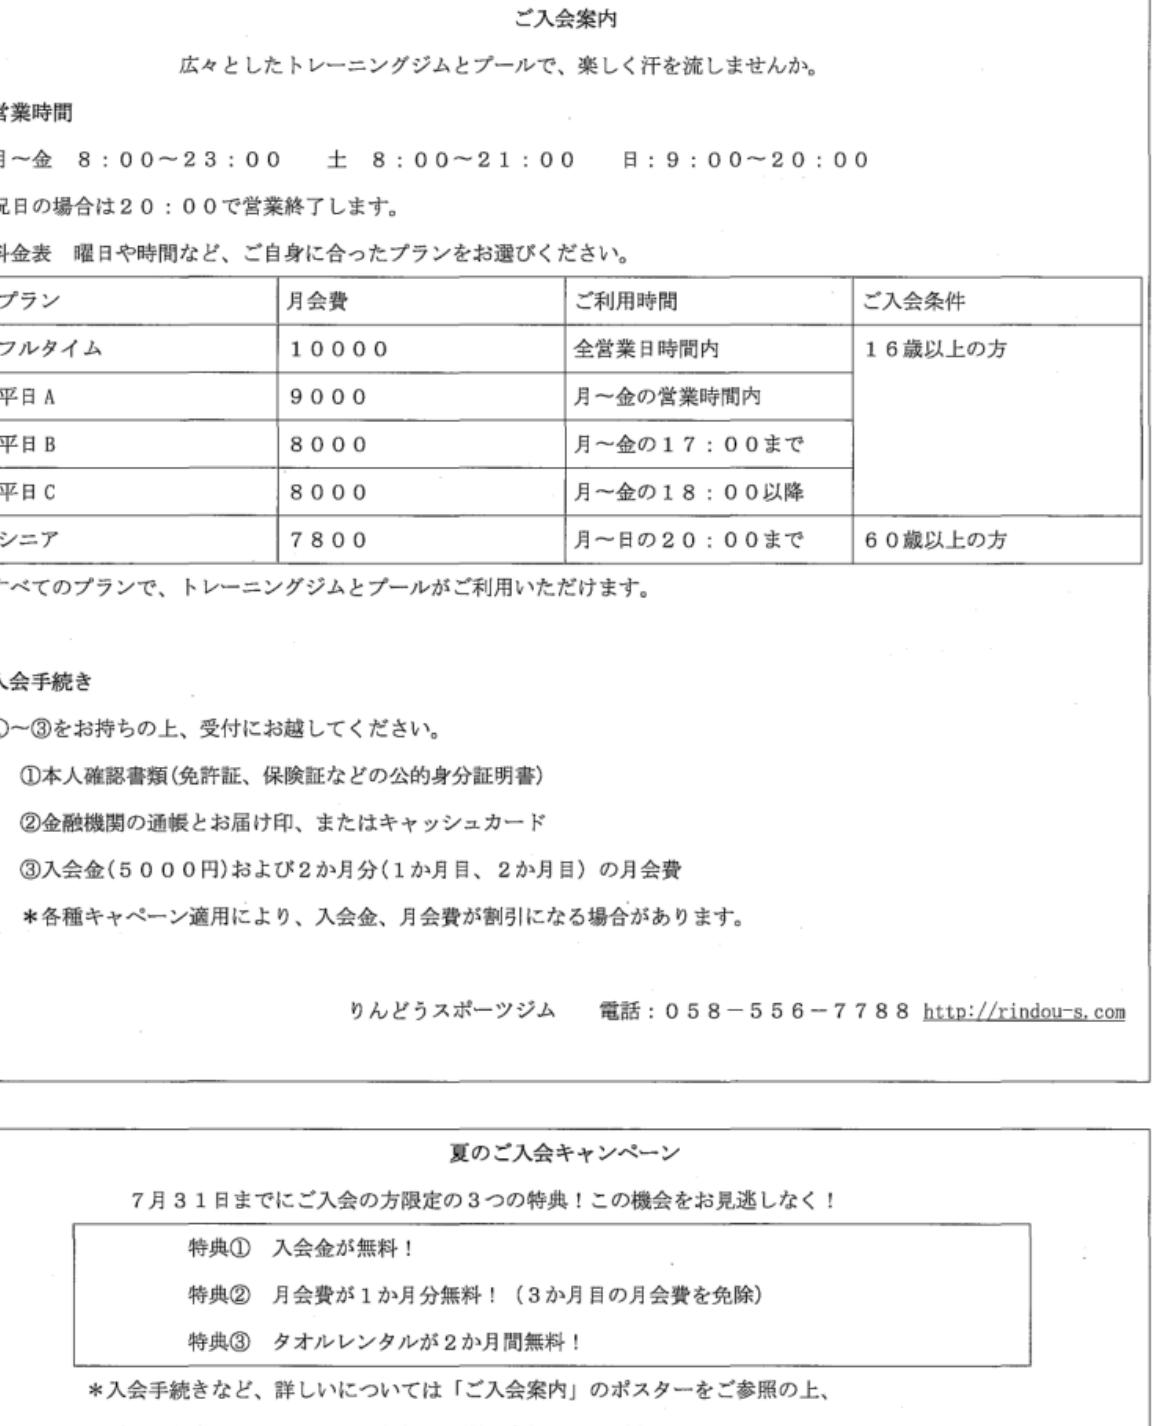 ご入会案内
広々としたトレーニングジムとプールで、楽しく汗を流しませんか。
営業時間
月～金　８：００～２３：００　　土　８：００～２１：００　　日：９：００～２０：００
祝日の場合は２０：００で営業終了します。
料金表　曜日や時間など、ご自身に合ったプランをお選びください。
プラン　月会費　ご利用時間　ご入会条件
フルタイム　１００００　全営業日時間内　１６歳以上の方
平日Ａ　９０００　月～金の営業時間内
平日Ｂ　８０００　月～金の１７：００まで
平日Ｃ　８０００　月～金の１８：００以降
シニア　７８００　月～日の２０：００まで　６０歳以上の方
すべてのプランで、トレーニングジムとプールがご利用いただけます。
入会手続き
①～③をお持ちの上、受付にお越してください。
①本人確認書類(免許証、保険証などの公的身分証明書)
②金融機関の通帳とお届け印、またはキャッシュカード
③入会金(５０００円)および２か月分(１か月目、２か月目)の月会費
＊各種キャペーン適用により、入会金、月会費が割引になる場合があります。
りんどうスポーツジム　　電話：０５８－５５６－７７８８ http://rindou-s.com
夏のご入会キャンペーン
７月３１日までにご入会の方限定の３つの特典！この機会をお見逃しなく！
特典①　入会金が無料！
特典②　月会費が１か月分無料！（３か月目の月会費を免除）
特典③　タオルレンタルが２か月間無料！
＊入会手続きなど、詳しいについては「ご入会案内」のポスターをご参照の上、